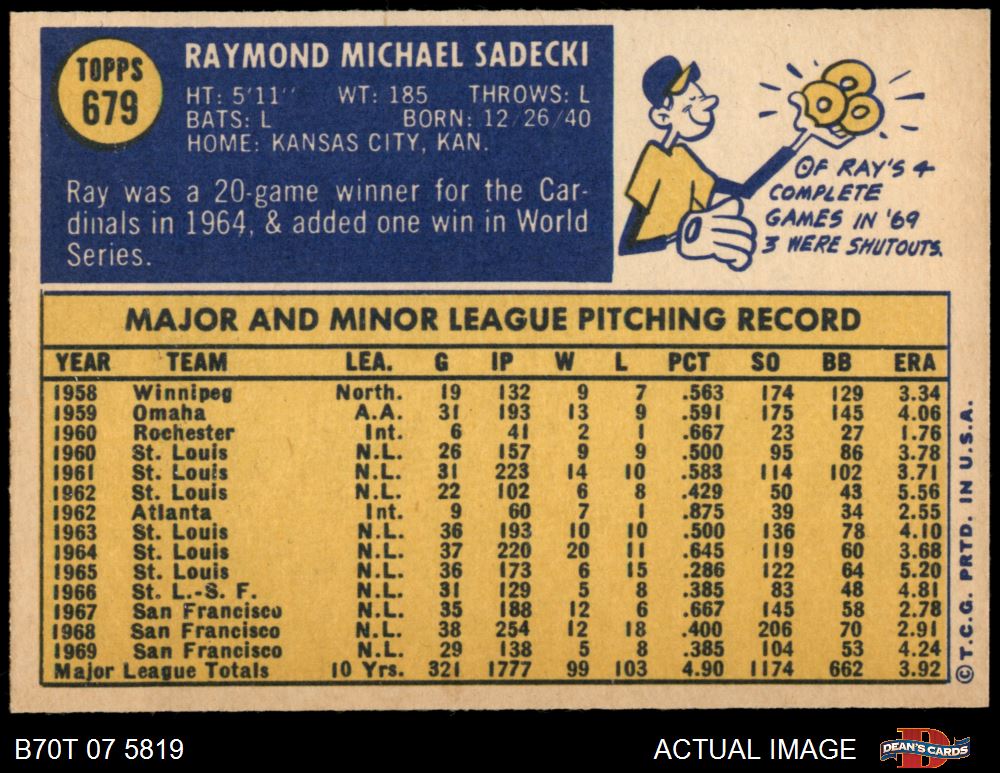 TOPPS
679
RAYMOND MICHAEL SADECKI
HT: 5'11'' WT: 185 THROWS: L
BATS: L BORN: 12/26/40
HOME: KANSAS CITY, KAN.
Ray was a 20-game winner for the Car-
dinals in 1964, & added one win in World
Series.
OF RAY'S 4
COMPLETE
GAMES IN '69
3 WERE SHUTOUTS.
MAJOR AND MINOR LEAGUE PITCHING RECORD
YEAR TEAM LEA. G IP W L PCT SO BB ERA
1958 Winnipeg North. 19 132 9 7 .563 174 129 3.34
1959 Omaha A.A. 31 193 13 9 .591 175 145 4.06
1960 Rochester Int. 6 41 2 1 .667 23 27 1.76
1960 St. Louis N.L. 26 157 9 9 .500 95 86 3.78
1961 St. Louis N.L. 31 223 14 10 .583 114 102 3.71
1962 St. Louis N.L. 22 102 6 8 .429 50 43 5.56
1962 Atlanta Int. 9 60 7 1 .875 39 34 2.55
1963 St. Louis N.L. 36 193 10 10 .500 136 78 4.10
1964 St. Louis N.L. 37 220 20 11 .645 119 60 3.68
1965 St. Louis N.L. 36 173 6 15 .286 122 64 5.20
1966 St. L.-S. F. N.L. 31 129 5 8 .385 83 48 4.81
1967 San Francisco N.L. 35 188 12 6 .667 145 58 2.78
1968 San Francisco N.L. 38 254 12 18 .400 206 70 2.91
1969 San Francisco N.L. 29 138 5 8 .385 104 53 4.24
Major League Totals 10 Yrs. 321 1777 99 103 4.90 1174 662 3.92
© T.C.G. PRTD. IN U.S.A.
B70T 07 5819
ACTUAL IMAGE
D
DEAN'S CARDS